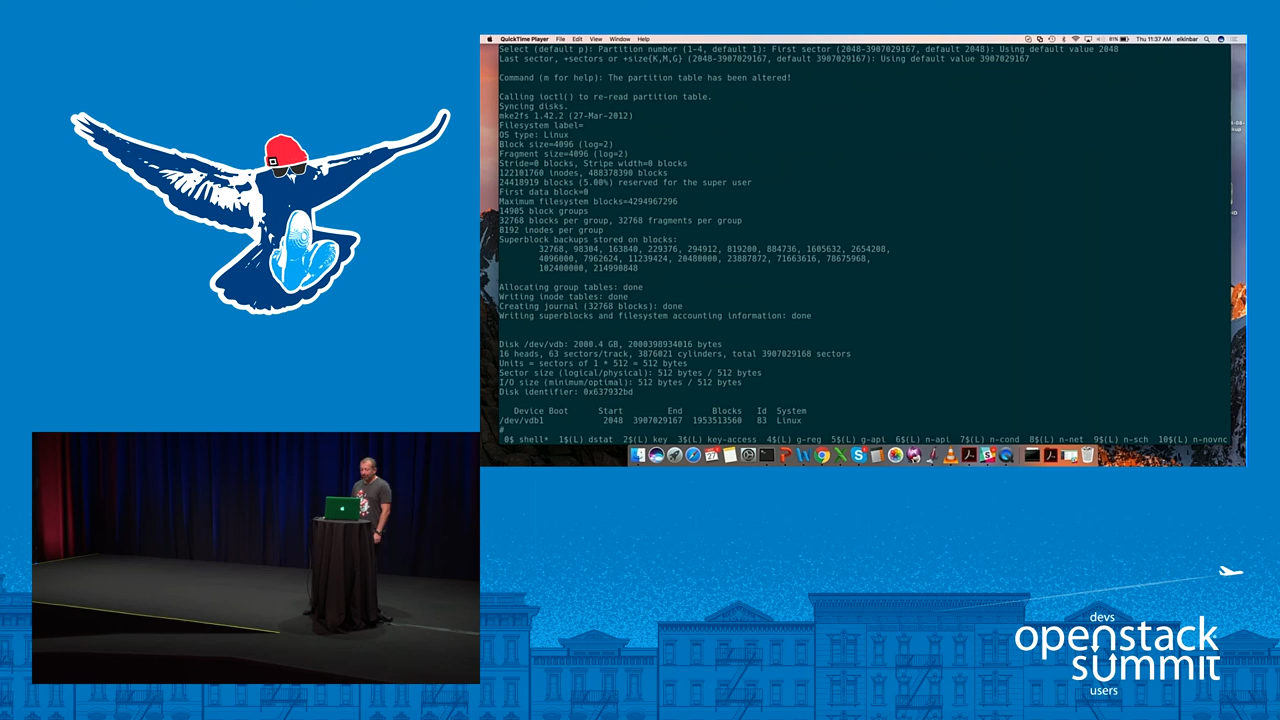 QuickTime Player File Edit View Window Help 81% Thu 11:37 AM elkinbar
Select (default p): Partition number (1-4, default 1): First sector (2048-3907029167, default 2048): Using default value 2048
Last sector, +sectors or +size{K,M,G} (2048-3907029167, default 3907029167): Using default value 3907029167
Command (m for help): The partition table has been altered!
Calling ioctl() to re-read partition table.
Syncing disks.
mke2fs 1.42.2 (27-Mar-2012)
Filesystem label=
OS type: Linux
Block size=4096 (log=2)
Fragment size=4096 (log=2)
Stride=0 blocks, Stripe width=0 blocks
122101760 inodes, 488378390 blocks
24418919 blocks (5.00%) reserved for the super user
First data block=0
Maximum filesystem blocks=4294967296
14905 block groups
32768 blocks per group, 32768 fragments per group
8192 inodes per group
Superblock backups stored on blocks:
32768, 98304, 163840, 229376, 294912, 819200, 884736, 1605632, 2654208,
4096000, 7962624, 11239424, 20480000, 23887872, 71663616, 78675968,
102400000, 214990848
Allocating group tables: done
Writing inode tables: done
Creating journal (32768 blocks): done
Writing superblocks and filesystem accounting information: done
Disk /dev/vdb: 2000.4 GB, 2000398934016 bytes
16 heads, 63 sectors/track, 3876021 cylinders, total 3907029168 sectors
Units = sectors of 1 * 512 = 512 bytes
Sector size (logical/physical): 512 bytes / 512 bytes
I/O size (minimum/optimal): 512 bytes / 512 bytes
Disk identifier: 0x637932bd
Device Boot Start End Blocks Id System
/dev/vdb1 2048 3907029167 1953513560 83 Linux
#
0$ shell* 1$(L) dstat 2$(L) key 3$(L) key-access 4$(L) g-reg 5$(L) g-api 6$(L) n-api 7$(L) n-cond 8$(L) n-net 9$(L) n-sch 10$(L) n-novnc
devs
openstack
summit
users